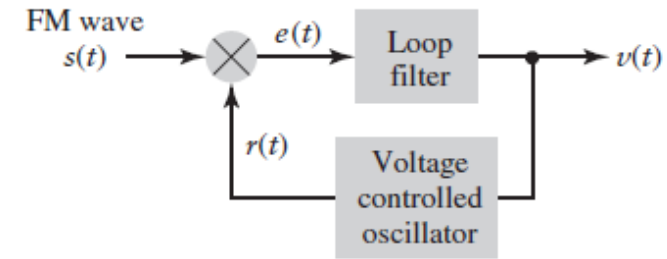 FM wave
s(t)
e(t)
Loop
filter
v(t)
r(t)
Voltage
controlled
oscillator